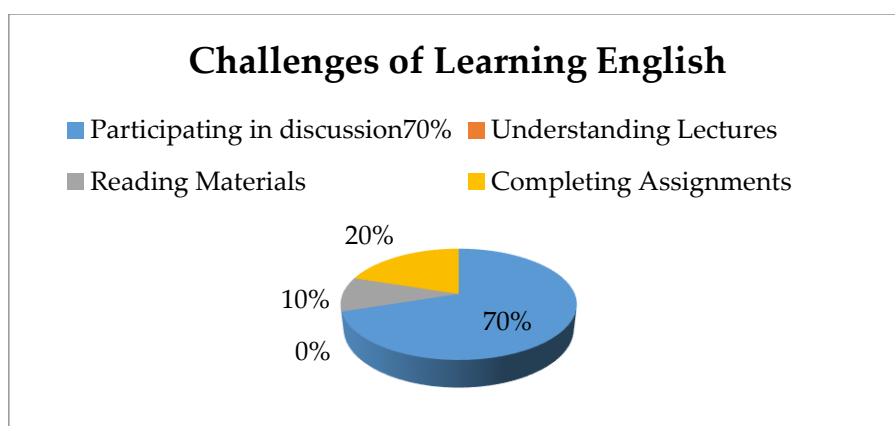 Challenges of Learning English
Participating in discussion70% Understanding Lectures
Reading Materials Completing Assignments
20%
10%
70%
0%